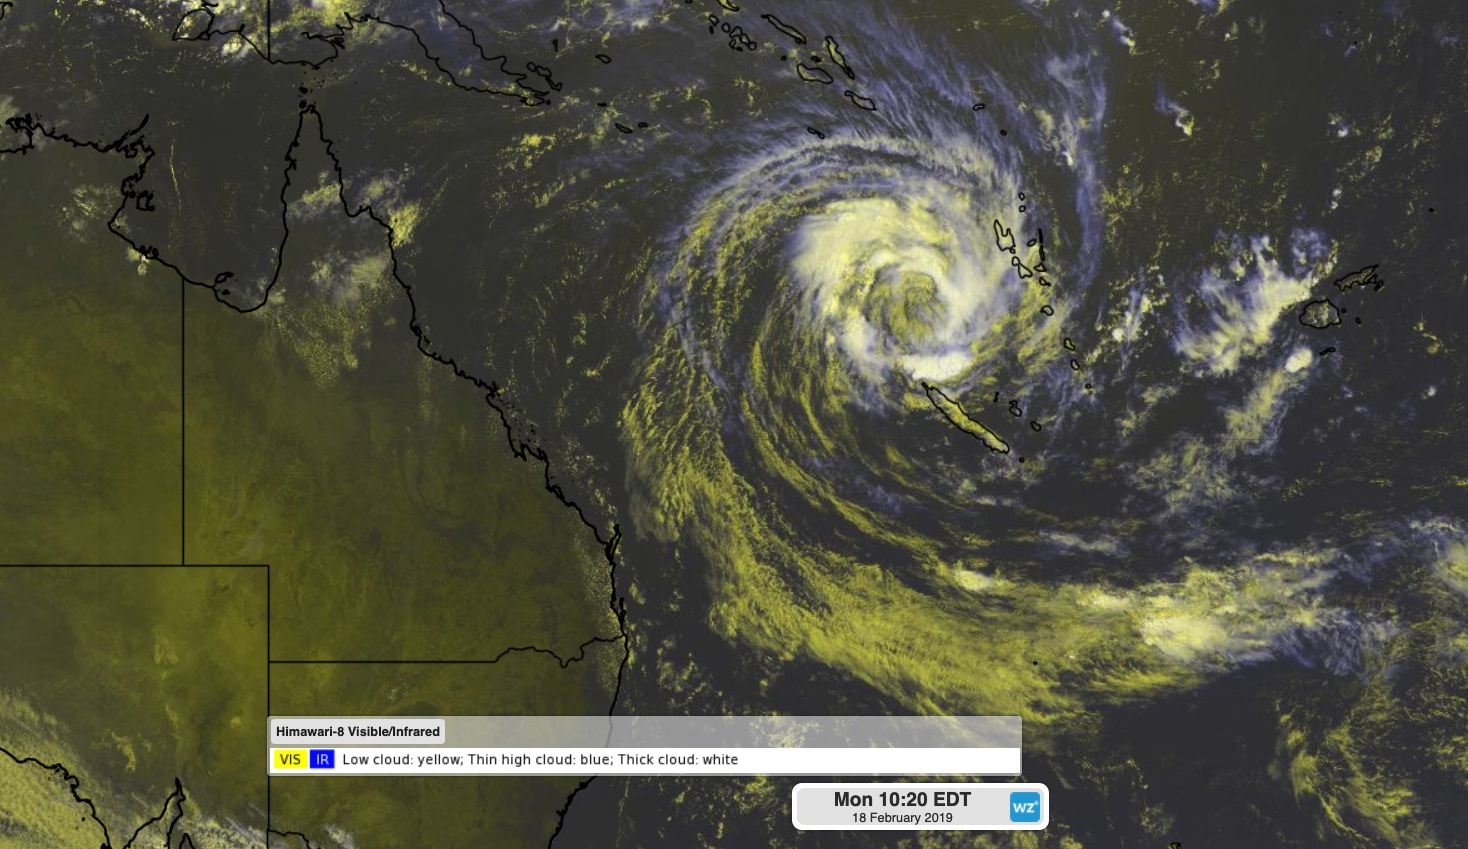 Himawari-8 Visible/Infrared
VIS IR Low cloud: yellow; Thin high cloud: blue; Thick cloud: white
Mon 10:20 EDT
WZ
18 February 2019